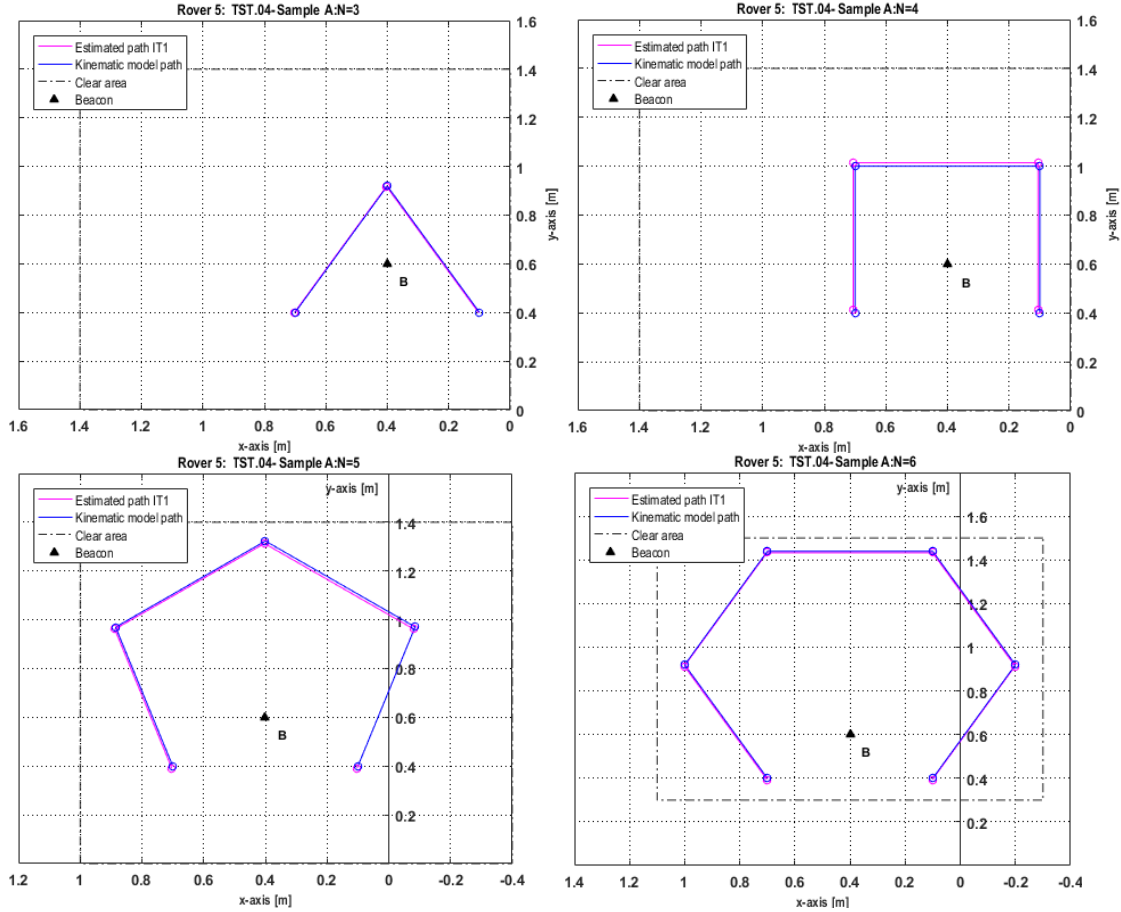 Rover 5: TST.04- Sample A:N=3
Estimated path IT1
Kinematic model path
Clear area
Beacon
B
1.6
1.4
1.2
1
0.8
0.6
0.4
0.2
0
y-axis [m]
1.6 1.4 1.2 1 0.8 0.6 0.4 0.2 0
x-axis [m]
Rover 5: TST.04- Sample A:N=4
Estimated path IT1
Kinematic model path
Clear area
Beacon
B
1.6
1.4
1.2
1
0.8
0.6
0.4
0.2
0
y-axis [m]
1.6 1.4 1.2 1 0.8 0.6 0.4 0.2 0
x-axis [m]
Rover 5: TST.04- Sample A:N=5
y-axis [m]
Estimated path IT1
Kinematic model path
Clear area
Beacon
B
1.4
1.2
1
0.8
0.6
0.4
0.2
1.2 1 0.8 0.6 0.4 0.2 0 -0.2 -0.4
x-axis [m]
Rover 5: TST.04- Sample A:N=6
y-axis [m]
Estimated path IT1
Kinematic model path
Clear area
Beacon
B
1.6
1.4
1.2
1
0.8
0.6
0.4
0.2
1.4 1.2 1 0.8 0.6 0.4 0.2 0 -0.2 -0.4
x-axis [m]